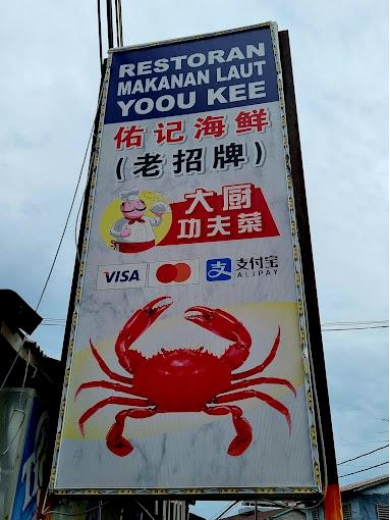 RESTORAN
MAKANAN LAUT
YOOU KEE
佑记海鲜
(老招牌)
大厨
功夫菜
VISA
支付宝
ALIPAY